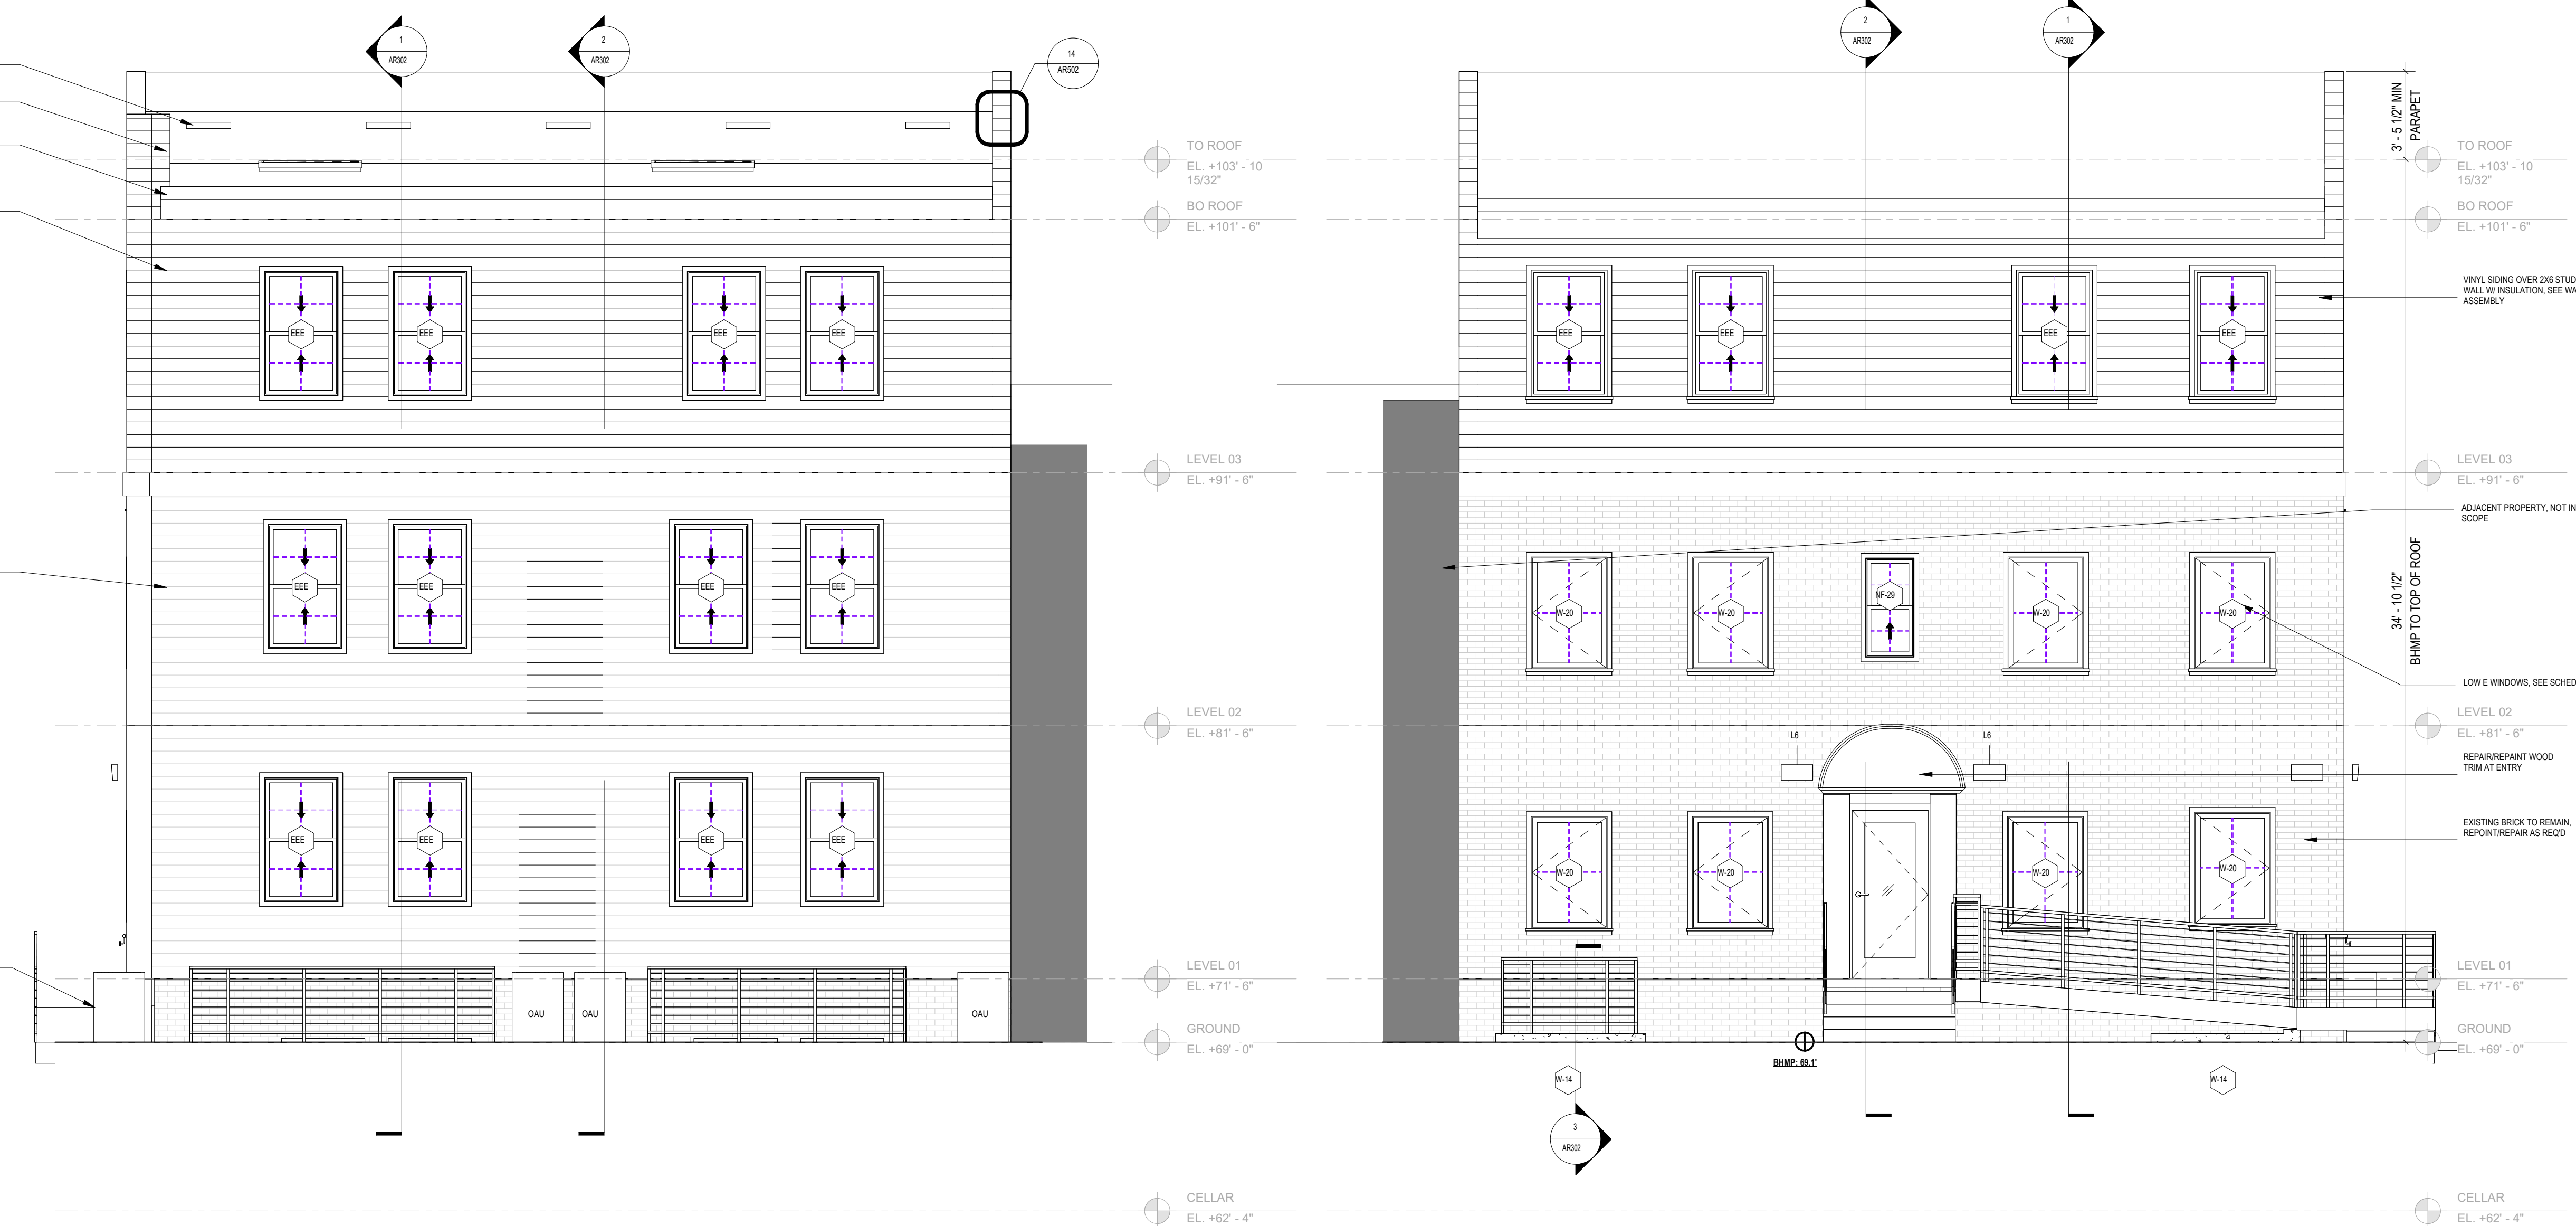 1
AR302
2
AR302
14
AR502
2
AR302
1
AR302
3' - 5 1/2" MIN
PARAPET
TO ROOF
EL. +103' - 10
15/32"
BO ROOF
EL. +101' - 6"
TO ROOF
EL. +103' - 10
15/32"
BO ROOF
EL. +101' - 6"
VINYL SIDING OVER 2X6 STUD
WALL W/ INSULATION, SEE WA
ASSEMBLY
EEE
EEE
EEE
EEE
EEE
EEE
EEE
EEE
LEVEL 03
EL. +91' - 6"
LEVEL 03
EL. +91' - 6"
ADJACENT PROPERTY, NOT IN
SCOPE
EEE
EEE
EEE
EEE
W-20
W-20
NF-29
W-20
W-20
34' - 10 1/2"
BHMP TO TOP OF ROOF
LOW E WINDOWS, SEE SCHED
LEVEL 02
EL. +81' - 6"
LEVEL 02
EL. +81' - 6"
L6
L6
REPAIR/REPAINT WOOD
TRIM AT ENTRY
EXISTING BRICK TO REMAIN,
REPOINT/REPAIR AS REQ'D
EEE
EEE
EEE
EEE
W-20
W-20
W-20
W-20
LEVEL 01
EL. +71' - 6"
LEVEL 01
EL. +71' - 6"
OAU
OAU
OAU
GROUND
EL. +69' - 0"
GROUND
EL. +69' - 0"
BHMP: 69.1'
W-14
W-14
3
AR302
CELLAR
EL. +62' - 4"
CELLAR
EL. +62' - 4"